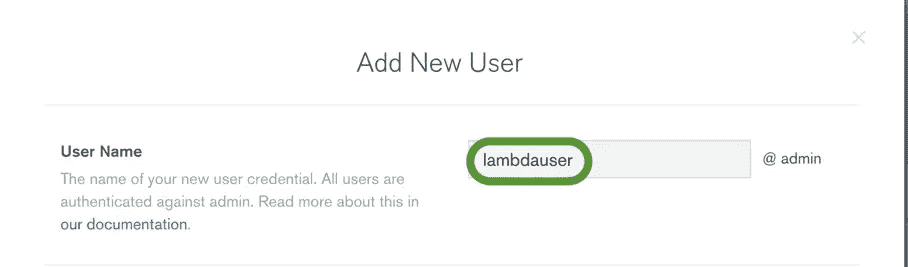 Add New User
User Name
lambdauser @ admin
The name of your new user credential. All users are
authenticated against admin. Read more about this in
our documentation.